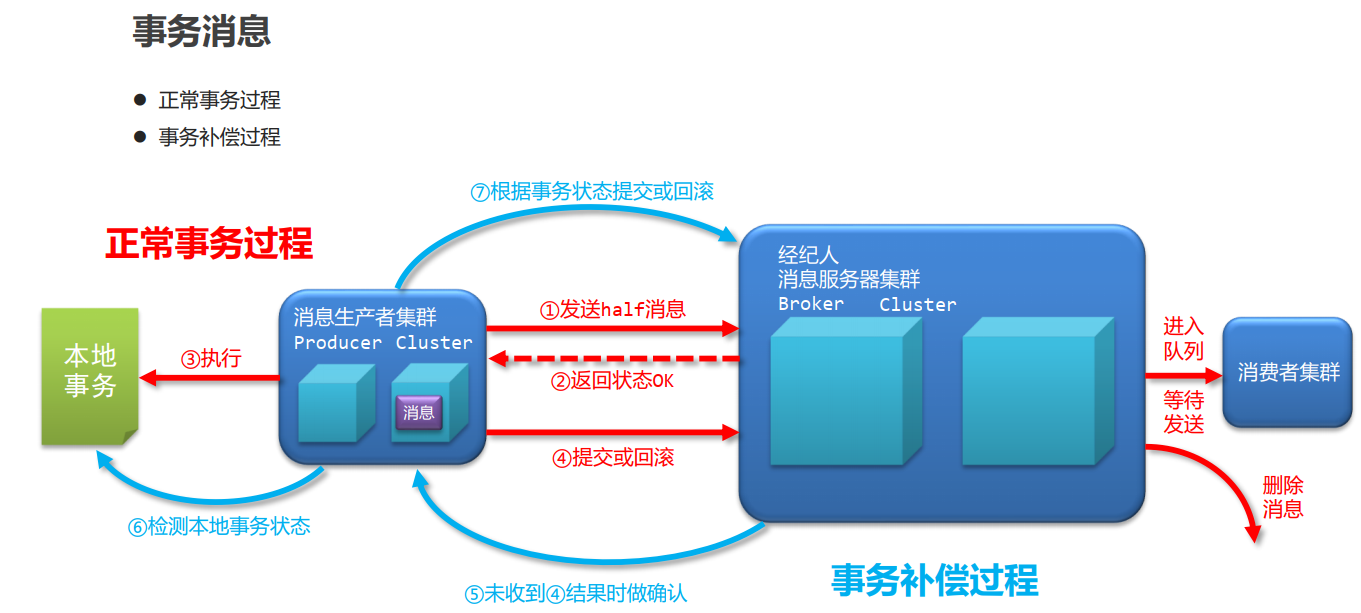 事务消息
正常事务过程
事务补偿过程
⑦根据事务状态提交或回滚
正常事务过程
经纪人
消息服务器集群
Broker Cluster
消息生产者集群
Producer Cluster
①发送half消息
进入
队列
本地
事务
③执行
②返回状态OK
消费者集群
消息
等待
发送
④提交或回滚
删除
消息
⑥检测本地事务状态
⑤未收到④结果时做确认
事务补偿过程